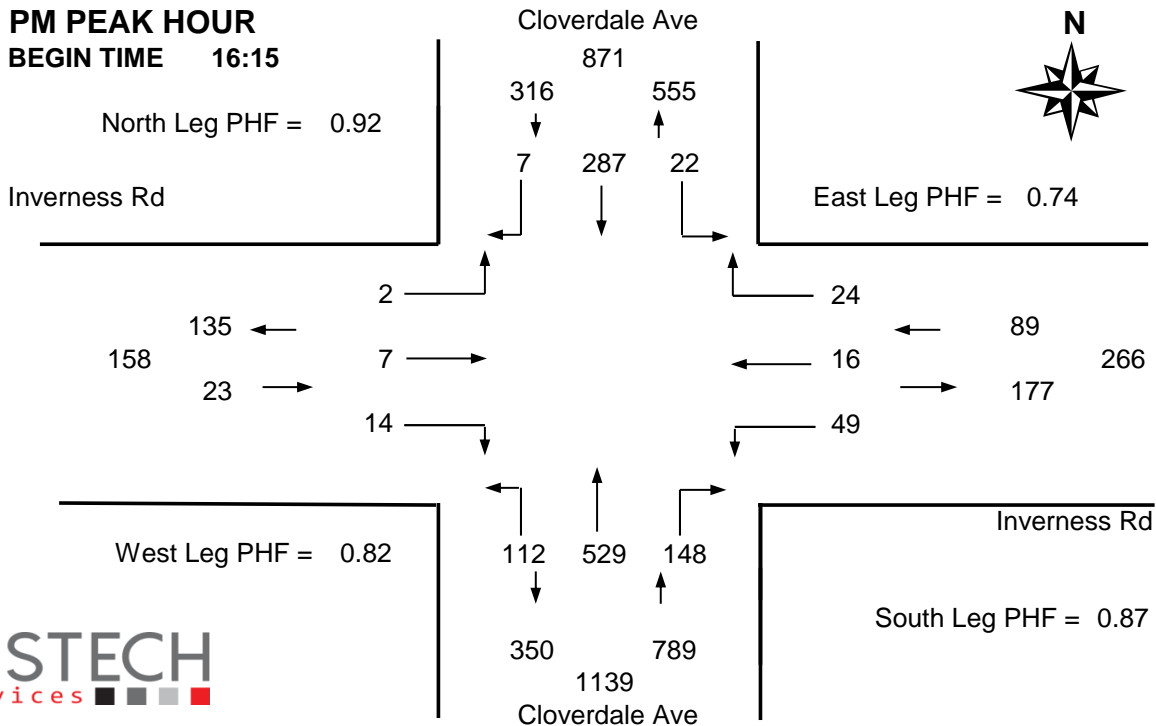 PM PEAK HOUR
Cloverdale Ave
N
BEGIN TIME 16:15
871
316 555
North Leg PHF = 0.92
7 287 22
Inverness Rd
East Leg PHF = 0.74
2
24
135
89
158
7
16
266
23
177
14
49
Inverness Rd
West Leg PHF = 0.82
112 529 148
South Leg PHF = 0.87
STECH
vices
350 789
1139
Cloverdale Ave